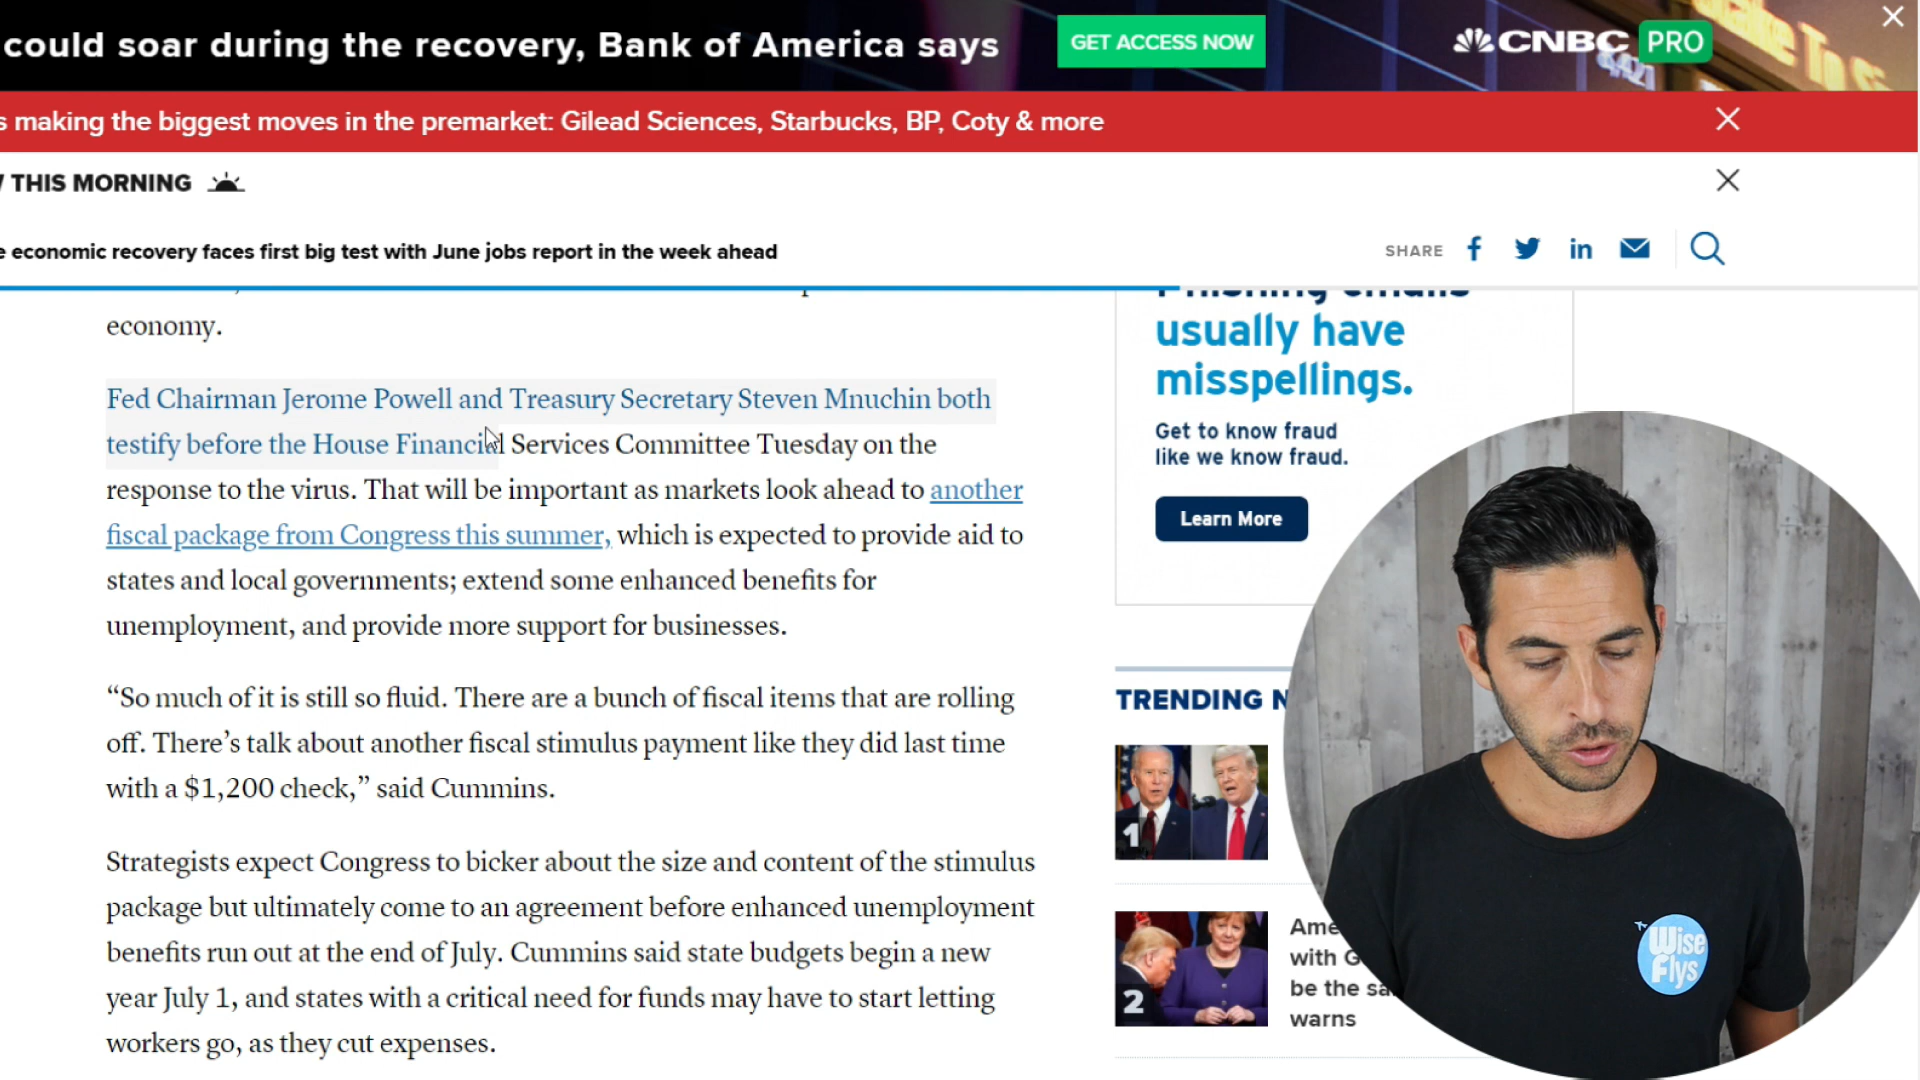 could soar during the recovery, Bank of America says
GET ACCESS NOW
CNBC PRO
s making the biggest moves in the premarket: Gilead Sciences, Starbucks, BP, Coty & more
THIS MORNING
e economic recovery faces first big test with June jobs report in the week ahead
SHARE
economy.
Fed Chairman Jerome Powell and Treasury Secretary Steven Mnuchin both
testify before the House Financial Services Committee Tuesday on the
response to the virus. That will be important as markets look ahead to another
fiscal package from Congress this summer, which is expected to provide aid to
states and local governments; extend some enhanced benefits for
unemployment, and provide more support for businesses.
“So much of it is still so fluid. There are a bunch of fiscal items that are rolling
off. There’s talk about another fiscal stimulus payment like they did last time
with a $1,200 check,” said Cummins.
Strategists expect Congress to bicker about the size and content of the stimulus
package but ultimately come to an agreement before enhanced unemployment
benefits run out at the end of July. Cummins said state budgets begin a new
year July 1, and states with a critical need for funds may have to start letting
workers go, as they cut expenses.
Phishing emails
usually have
misspellings.
Get to know fraud
like we know fraud.
Learn More
TRENDING N
1
2
Ame
with G
be the sa
warns
Wise
Flys